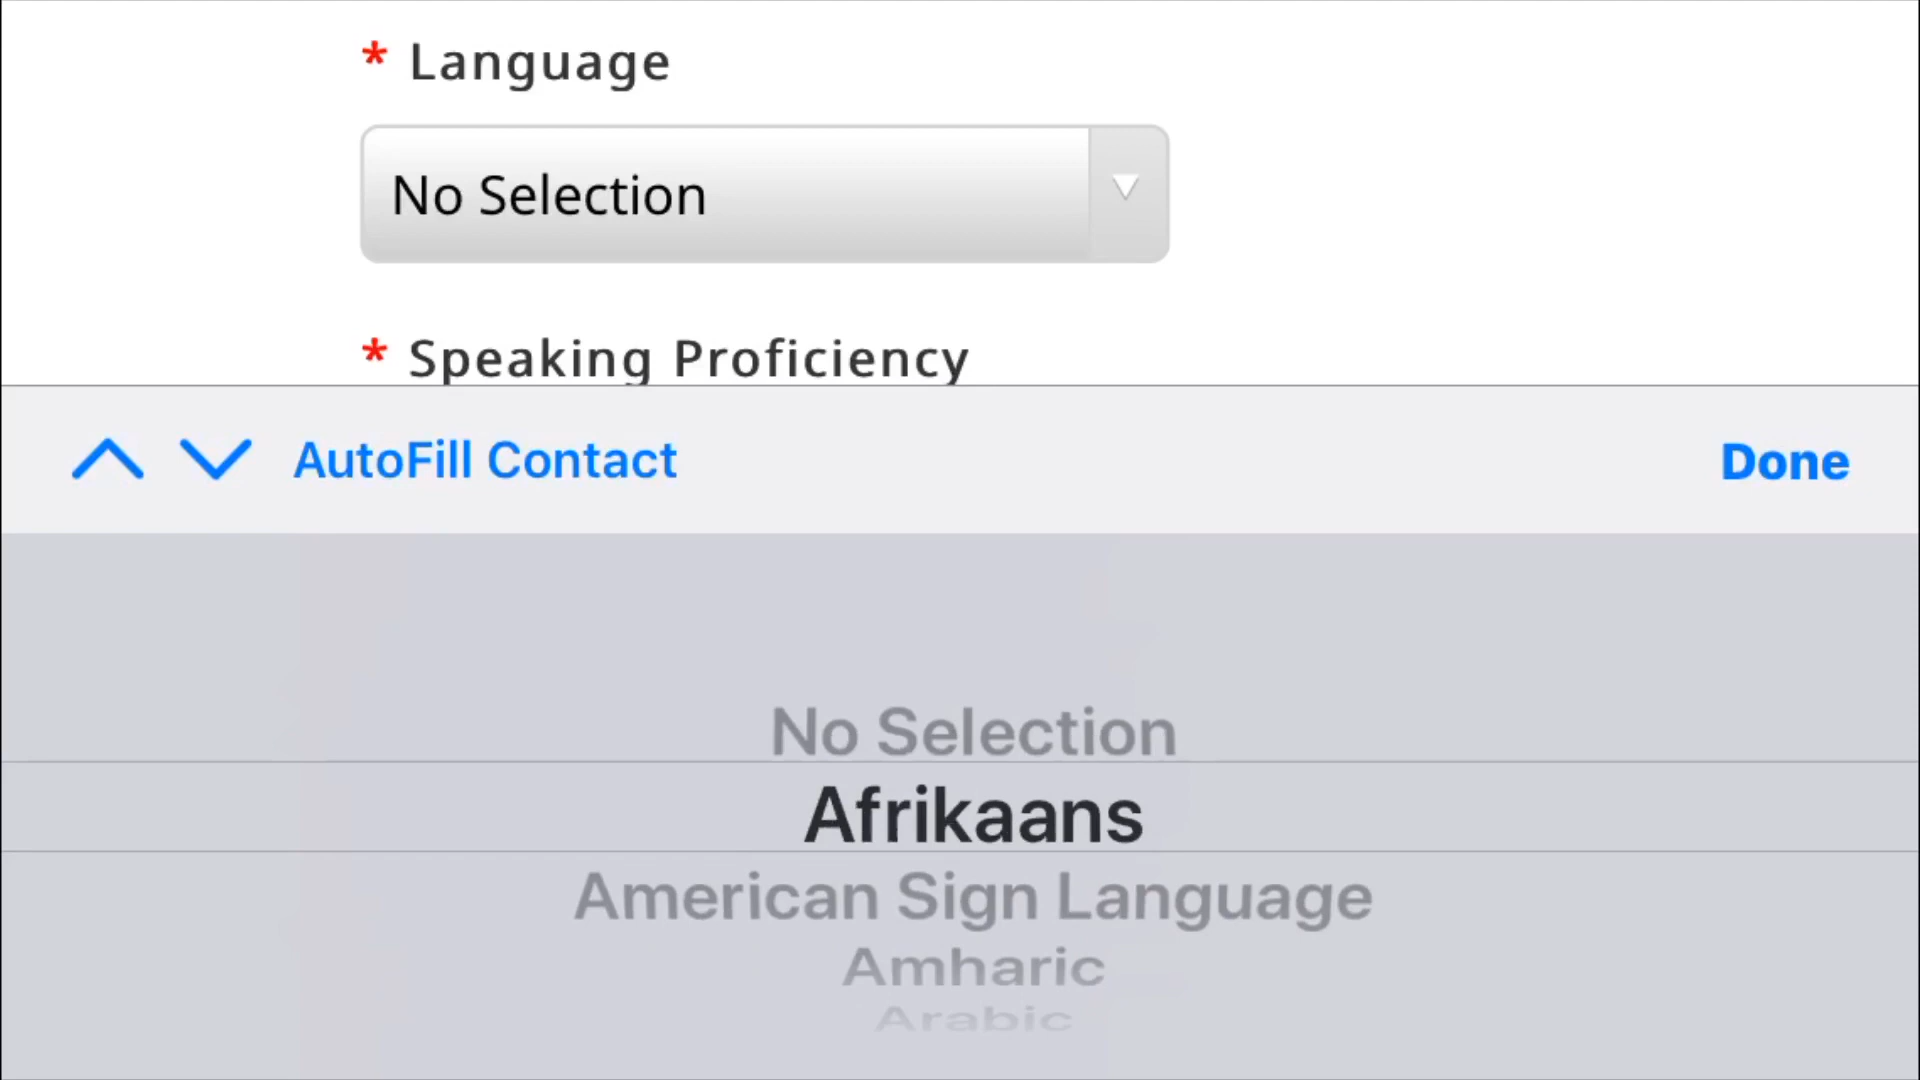 * Language
No Selection
* Speaking Proficiency
AutoFill Contact
Done
No Selection
Afrikaans
American Sign Language
Amharic
Arabic